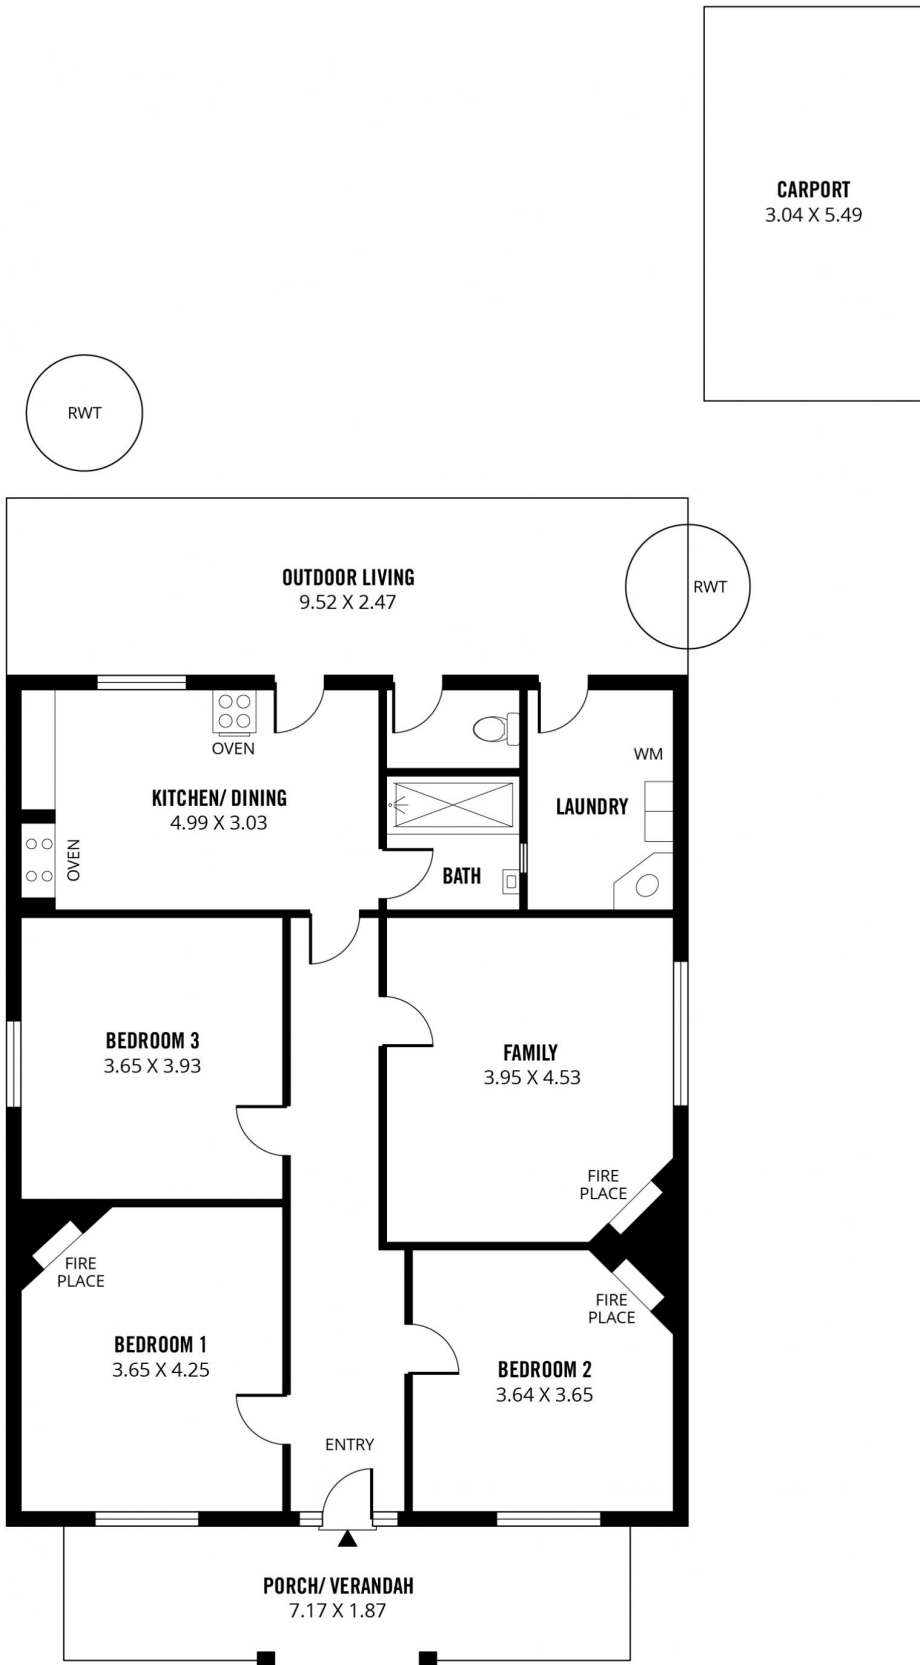 CARPORT
3.04 X 5.49
RWT
OUTDOOR LIVING
9.52 X 2.47
RWT
OVEN
WM
KITCHEN/ DINING
4.99 X 3.03
LAUNDRY
OVEN
BATH
BEDROOM 3
3.65 X 3.93
FAMILY
3.95 X 4.53
FIRE
PLACE
FIRE
PLACE
FIRE
PLACE
BEDROOM 1
3.65 X 4.25
BEDROOM 2
3.64 X 3.65
ENTRY
PORCH/ VERANDAH
7.17 X 1.87